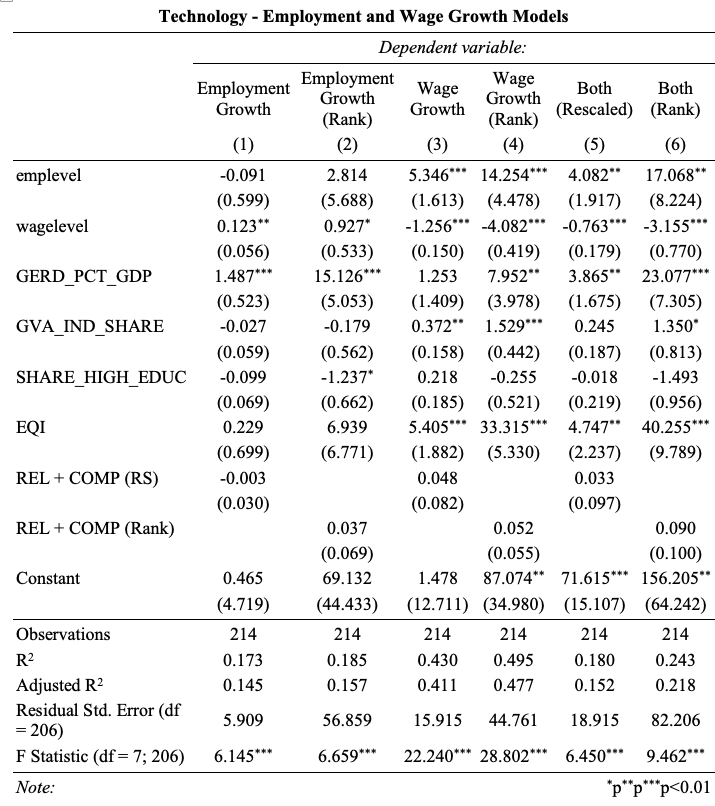 Technology - Employment and Wage Growth Models
Dependent variable:
Employment Growth Employment Growth (Rank) Wage Growth Wage Growth (Rank) Both (Rescaled) Both (Rank)
(1) (2) (3) (4) (5) (6)
emplevel -0.091 2.814 5.346*** 14.254*** 4.082** 17.068**
(0.599) (5.688) (1.613) (4.478) (1.917) (8.224)
wagelevel 0.123** 0.927* -1.256*** -4.082*** -0.763*** -3.155***
(0.056) (0.533) (0.150) (0.419) (0.179) (0.770)
GERD_PCT_GDP 1.487*** 15.126*** 1.253 7.952** 3.865** 23.077***
(0.523) (5.053) (1.409) (3.978) (1.675) (7.305)
GVA_IND_SHARE -0.027 -0.179 0.372** 1.529*** 0.245 1.350*
(0.059) (0.562) (0.158) (0.442) (0.187) (0.813)
SHARE_HIGH_EDUC -0.099 -1.237* 0.218 -0.255 -0.018 -1.493
(0.069) (0.662) (0.185) (0.521) (0.219) (0.956)
EQI 0.229 6.939 5.405*** 33.315*** 4.747** 40.255***
(0.699) (6.771) (1.882) (5.330) (2.237) (9.789)
REL + COMP (RS) -0.003 0.048 0.033
(0.030) (0.082) (0.097)
REL + COMP (Rank) 0.037 0.052 0.090
(0.069) (0.055) (0.100)
Constant 0.465 69.132 1.478 87.074** 71.615*** 156.205**
(4.719) (44.433) (12.711) (34.980) (15.107) (64.242)
Observations 214 214 214 214 214 214
R² 0.173 0.185 0.430 0.495 0.180 0.243
Adjusted R² 0.145 0.157 0.411 0.477 0.152 0.218
Residual Std. Error (df = 206) 5.909 56.859 15.915 44.761 18.915 82.206
F Statistic (df = 7; 206) 6.145*** 6.659*** 22.240*** 28.802*** 6.450*** 9.462***
Note: *p**p***p<0.01